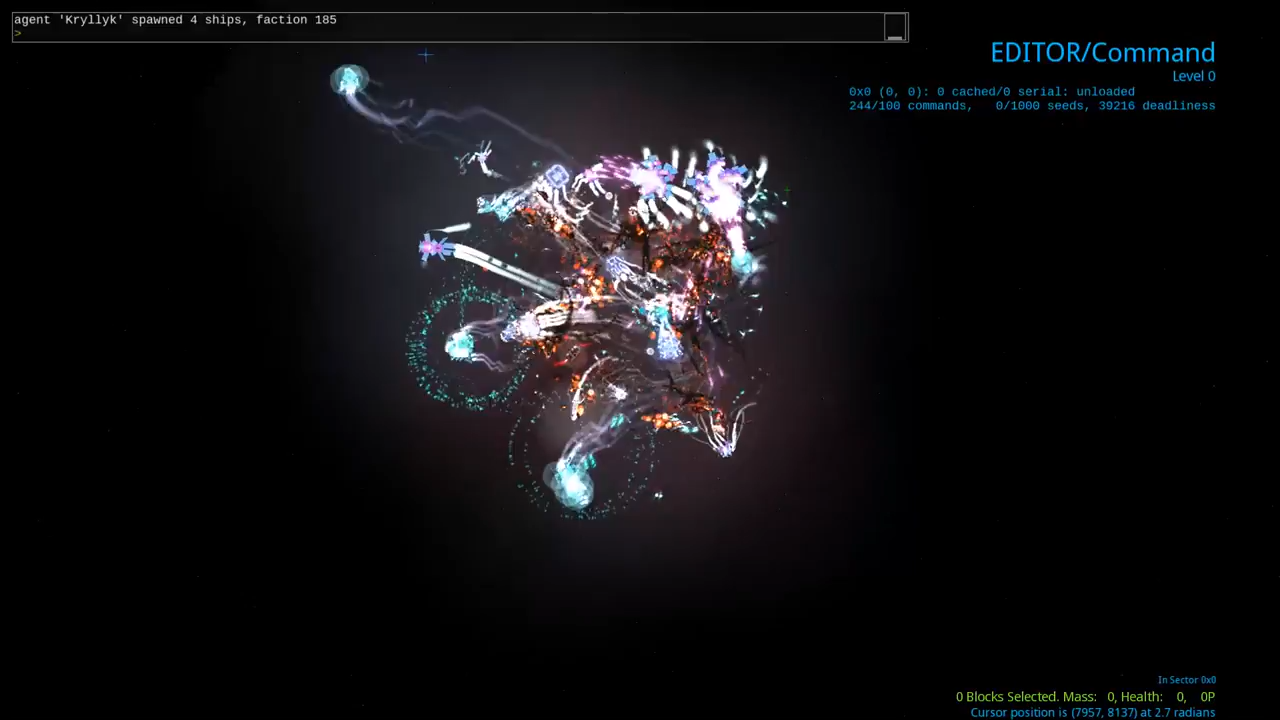 agent 'Kryllyk' spawned 4 ships, faction 185
>
EDITOR/Command
Level 0
0x0 (0, 0): 0 cached/0 serial: unloaded
244/100 commands,   0/1000 seeds, 39216 deadliness
In Sector 0x0
0 Blocks Selected. Mass:   0, Health:   0,   0P
Cursor position is (7957, 8137) at 2.7 radians